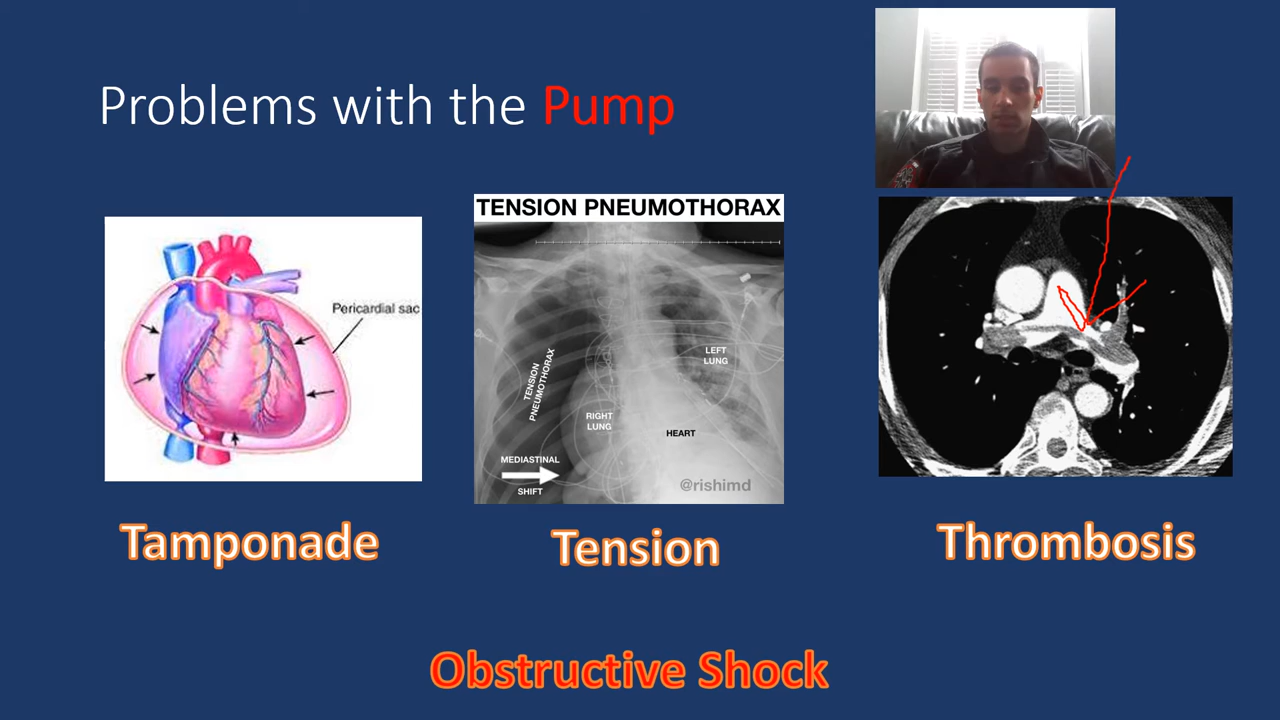 Problems with the Pump
Pericardial sac
TENSION PNEUMOTHORAX
TENSION
PNEUMOTHORAX
LEFT
LUNG
RIGHT
LUNG
HEART
MEDIASTINAL
SHIFT
@rishimd
Tamponade
Tension
Thrombosis
Obstructive Shock